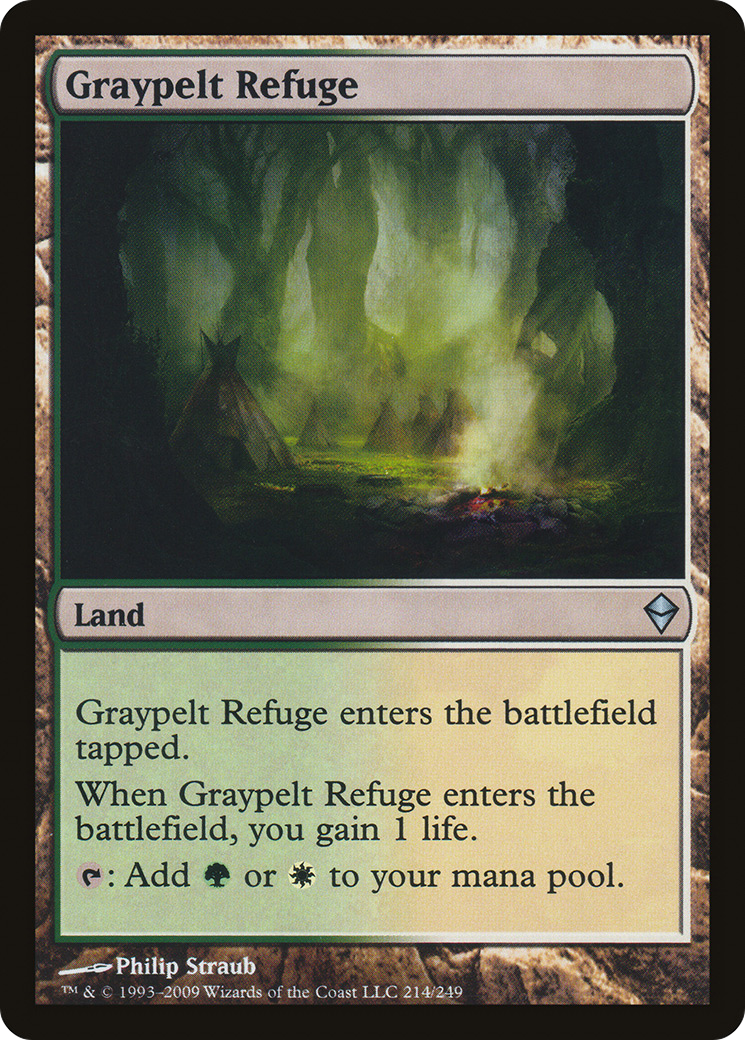 Graypelt Refuge
Land
Graypelt Refuge enters the battlefield
tapped.
When Graypelt Refuge enters the
battlefield, you gain 1 life.
: Add or to your mana pool.
Philip Straub
™ & © 1993–2009 Wizards of the Coast LLC 214/249